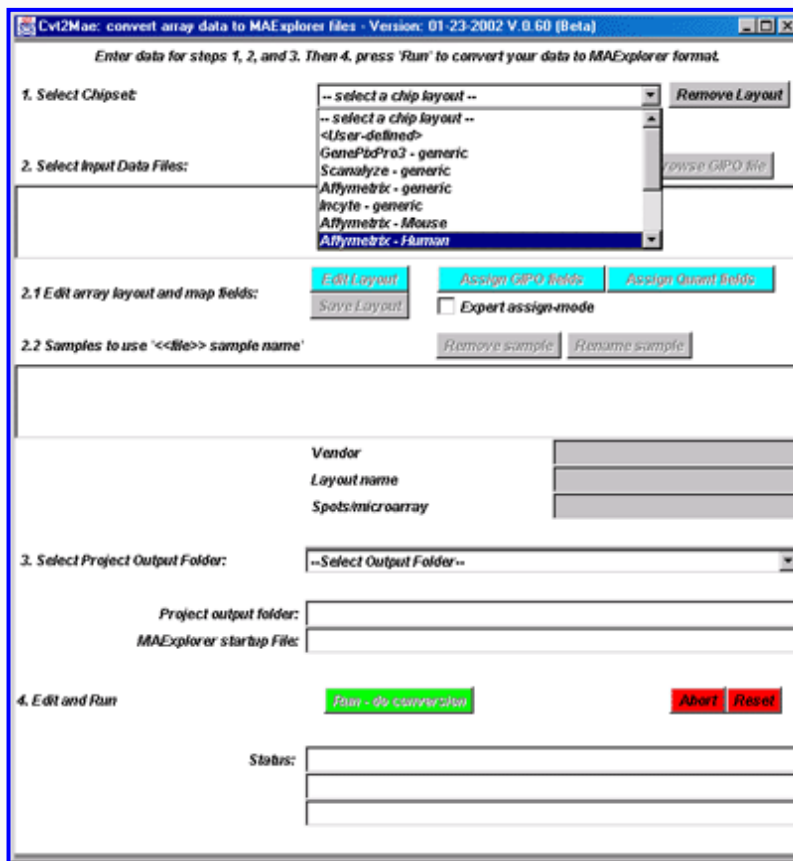 Cvt2Mae: convert array data to MAExplorer files - Version: 01-23-2002 V.0.60 (Beta)
Enter data for steps 1, 2, and 3. Then 4. press 'Run' to convert your data to MAExplorer format.
1. Select Chipset: -- select a chip layout -- Remove Layout
-- select a chip layout --
<User-defined>
GenePixPro3 - generic
2. Select Input Data Files: rowse GIPO file
Scanalyze - generic
Affymetrix - generic
Incyte - generic
Affymetrix - Mouse
Affymetrix - Human
Edit Layout Assign GIPO fields Assign Quant fields
2.1 Edit array layout and map fields:
Save Layout Expert assign-mode
2.2 Samples to use '<<file>> sample name' Remove sample Rename sample
Vendor
Layout name
Spots/microarray
3. Select Project Output Folder: --Select Output Folder--
Project output folder:
MAExplorer startup File:
4. Edit and Run Run - do conversion Abort Reset
Status: